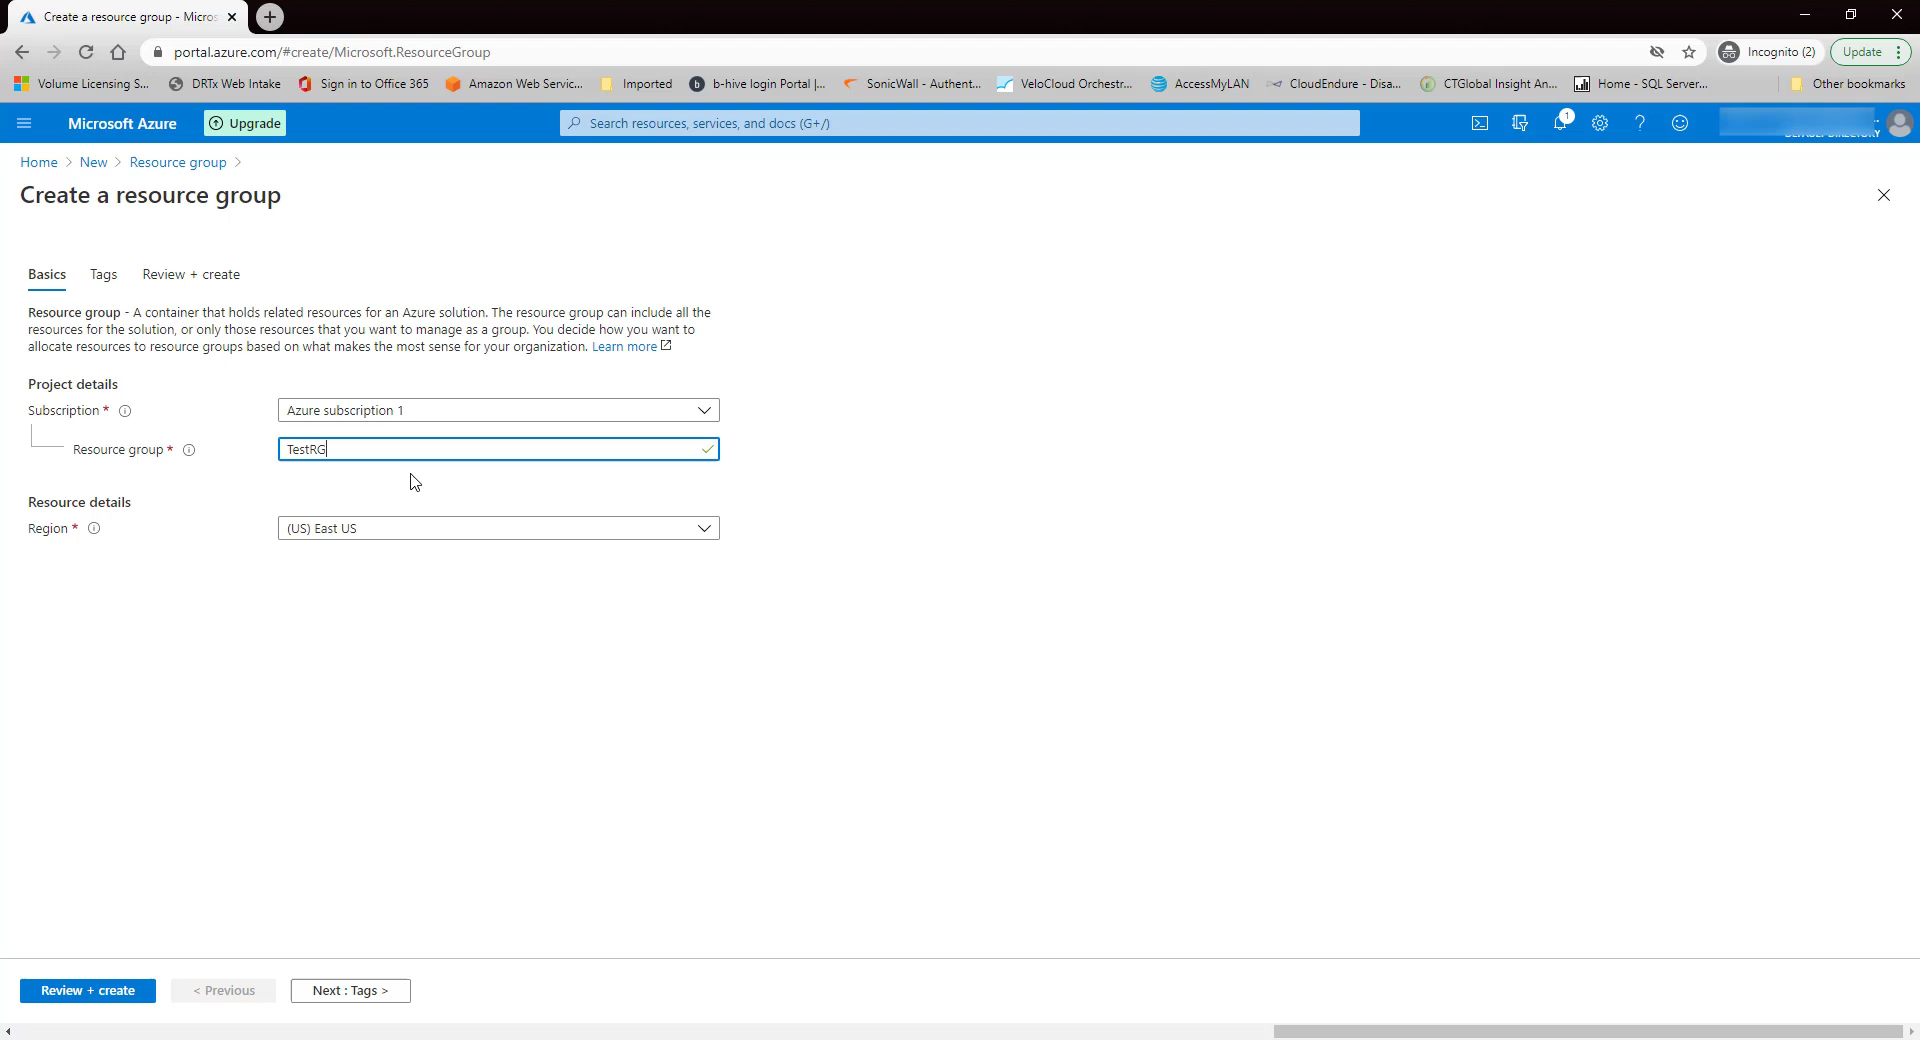 Create a resource group - Micros
portal.azure.com/#create/Microsoft.ResourceGroup
Incognito (2)
Update
Volume Licensing S...
DRTx Web Intake
Sign in to Office 365
Amazon Web Servic...
Imported
b-hive login Portal |...
SonicWall - Authent...
VeloCloud Orchestr...
AccessMyLAN
CloudEndure - Disa...
CTGlobal Insight An...
Home - SQL Server...
Other bookmarks
Microsoft Azure
Upgrade
Search resources, services, and docs (G+/)
1
Home > New > Resource group >
Create a resource group
Basics
Tags
Review + create
Resource group - A container that holds related resources for an Azure solution. The resource group can include all the
resources for the solution, or only those resources that you want to manage as a group. You decide how you want to
allocate resources to resource groups based on what makes the most sense for your organization. Learn more
Project details
Subscription *
Azure subscription 1
Resource group *
TestRG
Resource details
Region *
(US) East US
Review + create
< Previous
Next : Tags >